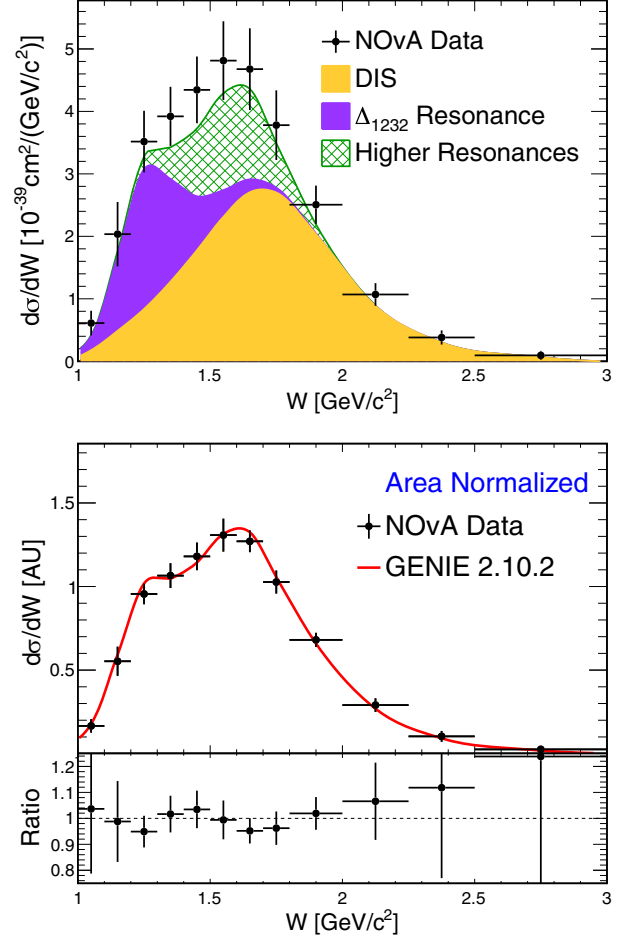 dσ/dW [10⁻³⁹cm²/(GeV/c²)]
5
4
3
2
1
0
NOvA Data
DIS
Δ₁₂₃₂ Resonance
Higher Resonances
1 1.5 2 2.5 3
W [GeV/c²]
dσ/dW [AU]
1.5
1
0.5
Area Normalized
NOvA Data
GENIE 2.10.2
Ratio
1.2
1.1
1
0.9
0.8
1 1.5 2 2.5 3
W [GeV/c²]